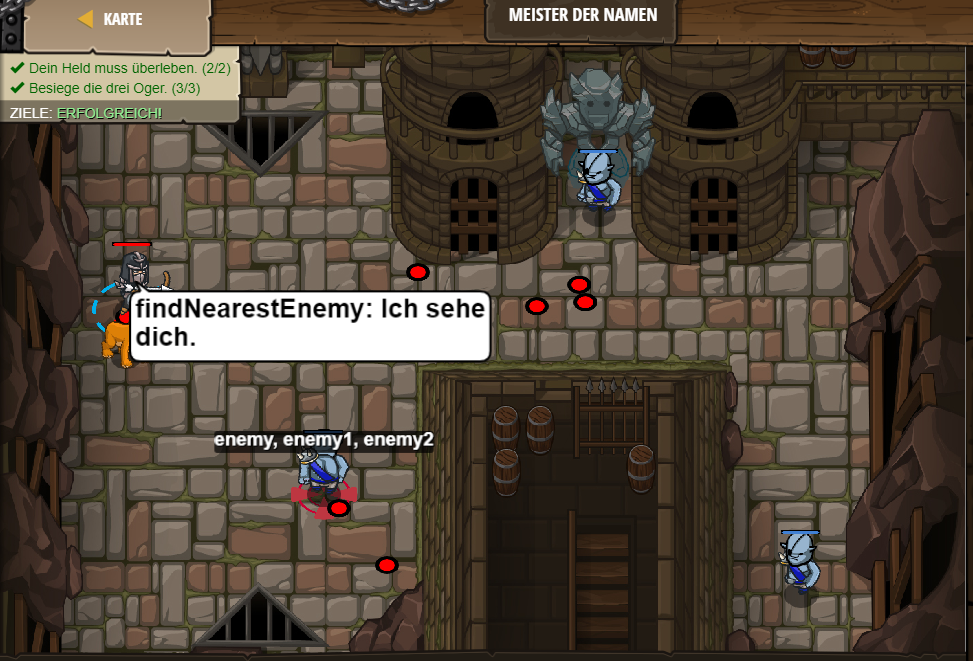 KARTE
MEISTER DER NAMEN
Dein Held muss überleben. (2/2)
Besiege die drei Oger. (3/3)
ZIELE: ERFOLGREICH!
findNearestEnemy: Ich sehe
dich.
enemy, enemy1, enemy2